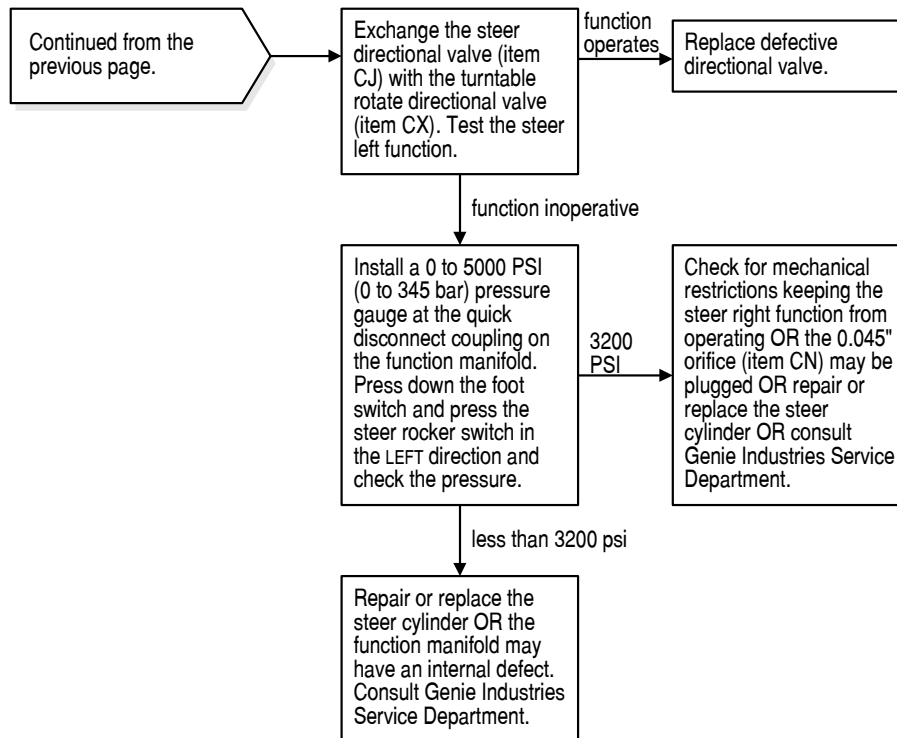 Continued from the
previous page.
Exchange the steer
directional valve (item
CJ) with the turntable
rotate directional valve
(item CX). Test the steer
left function.
function
operates
Replace defective
directional valve.
function inoperative
Install a 0 to 5000 PSI
(0 to 345 bar) pressure
gauge at the quick
disconnect coupling on
the function manifold.
Press down the foot
switch and press the
steer rocker switch in
the LEFT direction and
check the pressure.
3200
PSI
Check for mechanical
restrictions keeping the
steer right function from
operating OR the 0.045"
orifice (item CN) may be
plugged OR repair or
replace the steer
cylinder OR consult
Genie Industries Service
Department.
less than 3200 psi
Repair or replace the
steer cylinder OR the
function manifold may
have an internal defect.
Consult Genie Industries
Service Department.